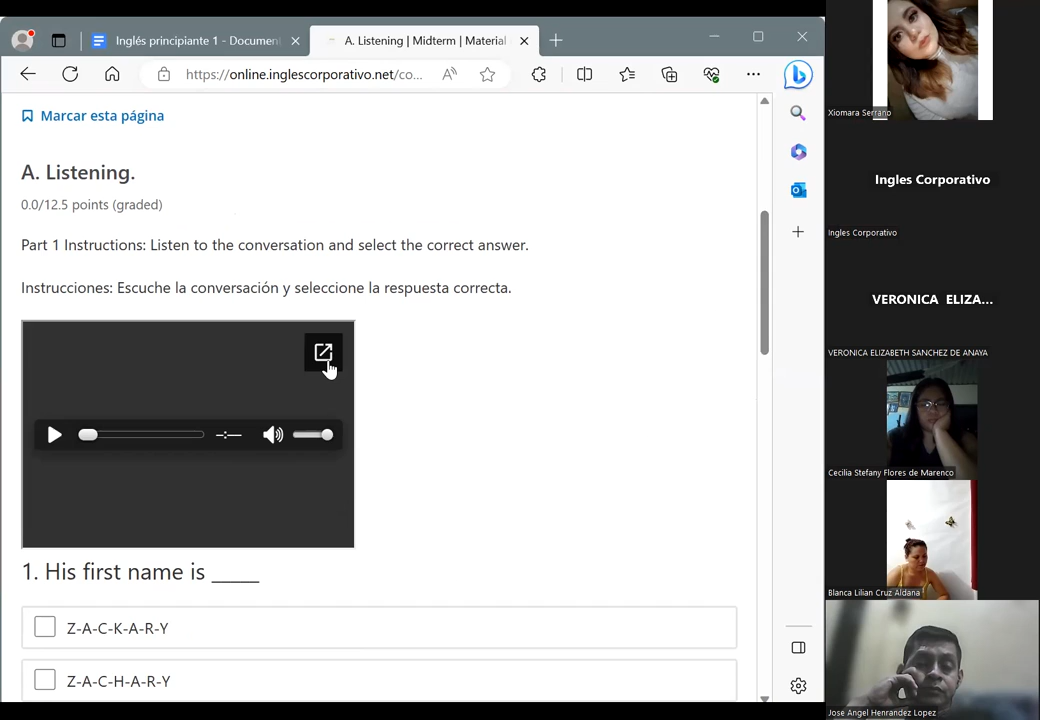 Inglés principiante 1 - Document
A. Listening | Midterm | Material
https://online.inglescorporativo.net/co...
Marcar esta página
A. Listening.
0.0/12.5 points (graded)
Part 1 Instructions: Listen to the conversation and select the correct answer.
Instrucciones: Escuche la conversación y seleccione la respuesta correcta.
-:--
1. His first name is _____
Z-A-C-K-A-R-Y
Z-A-C-H-A-R-Y
Xiomara Serrano
Ingles Corporativo
Ingles Corporativo
VERONICA ELIZA...
VERONICA ELIZABETH SANCHEZ DE ANAYA
Cecilia Stefany Flores de Marenco
Blanca Lilian Cruz Aldana
Jose Angel Henrandez Lopez